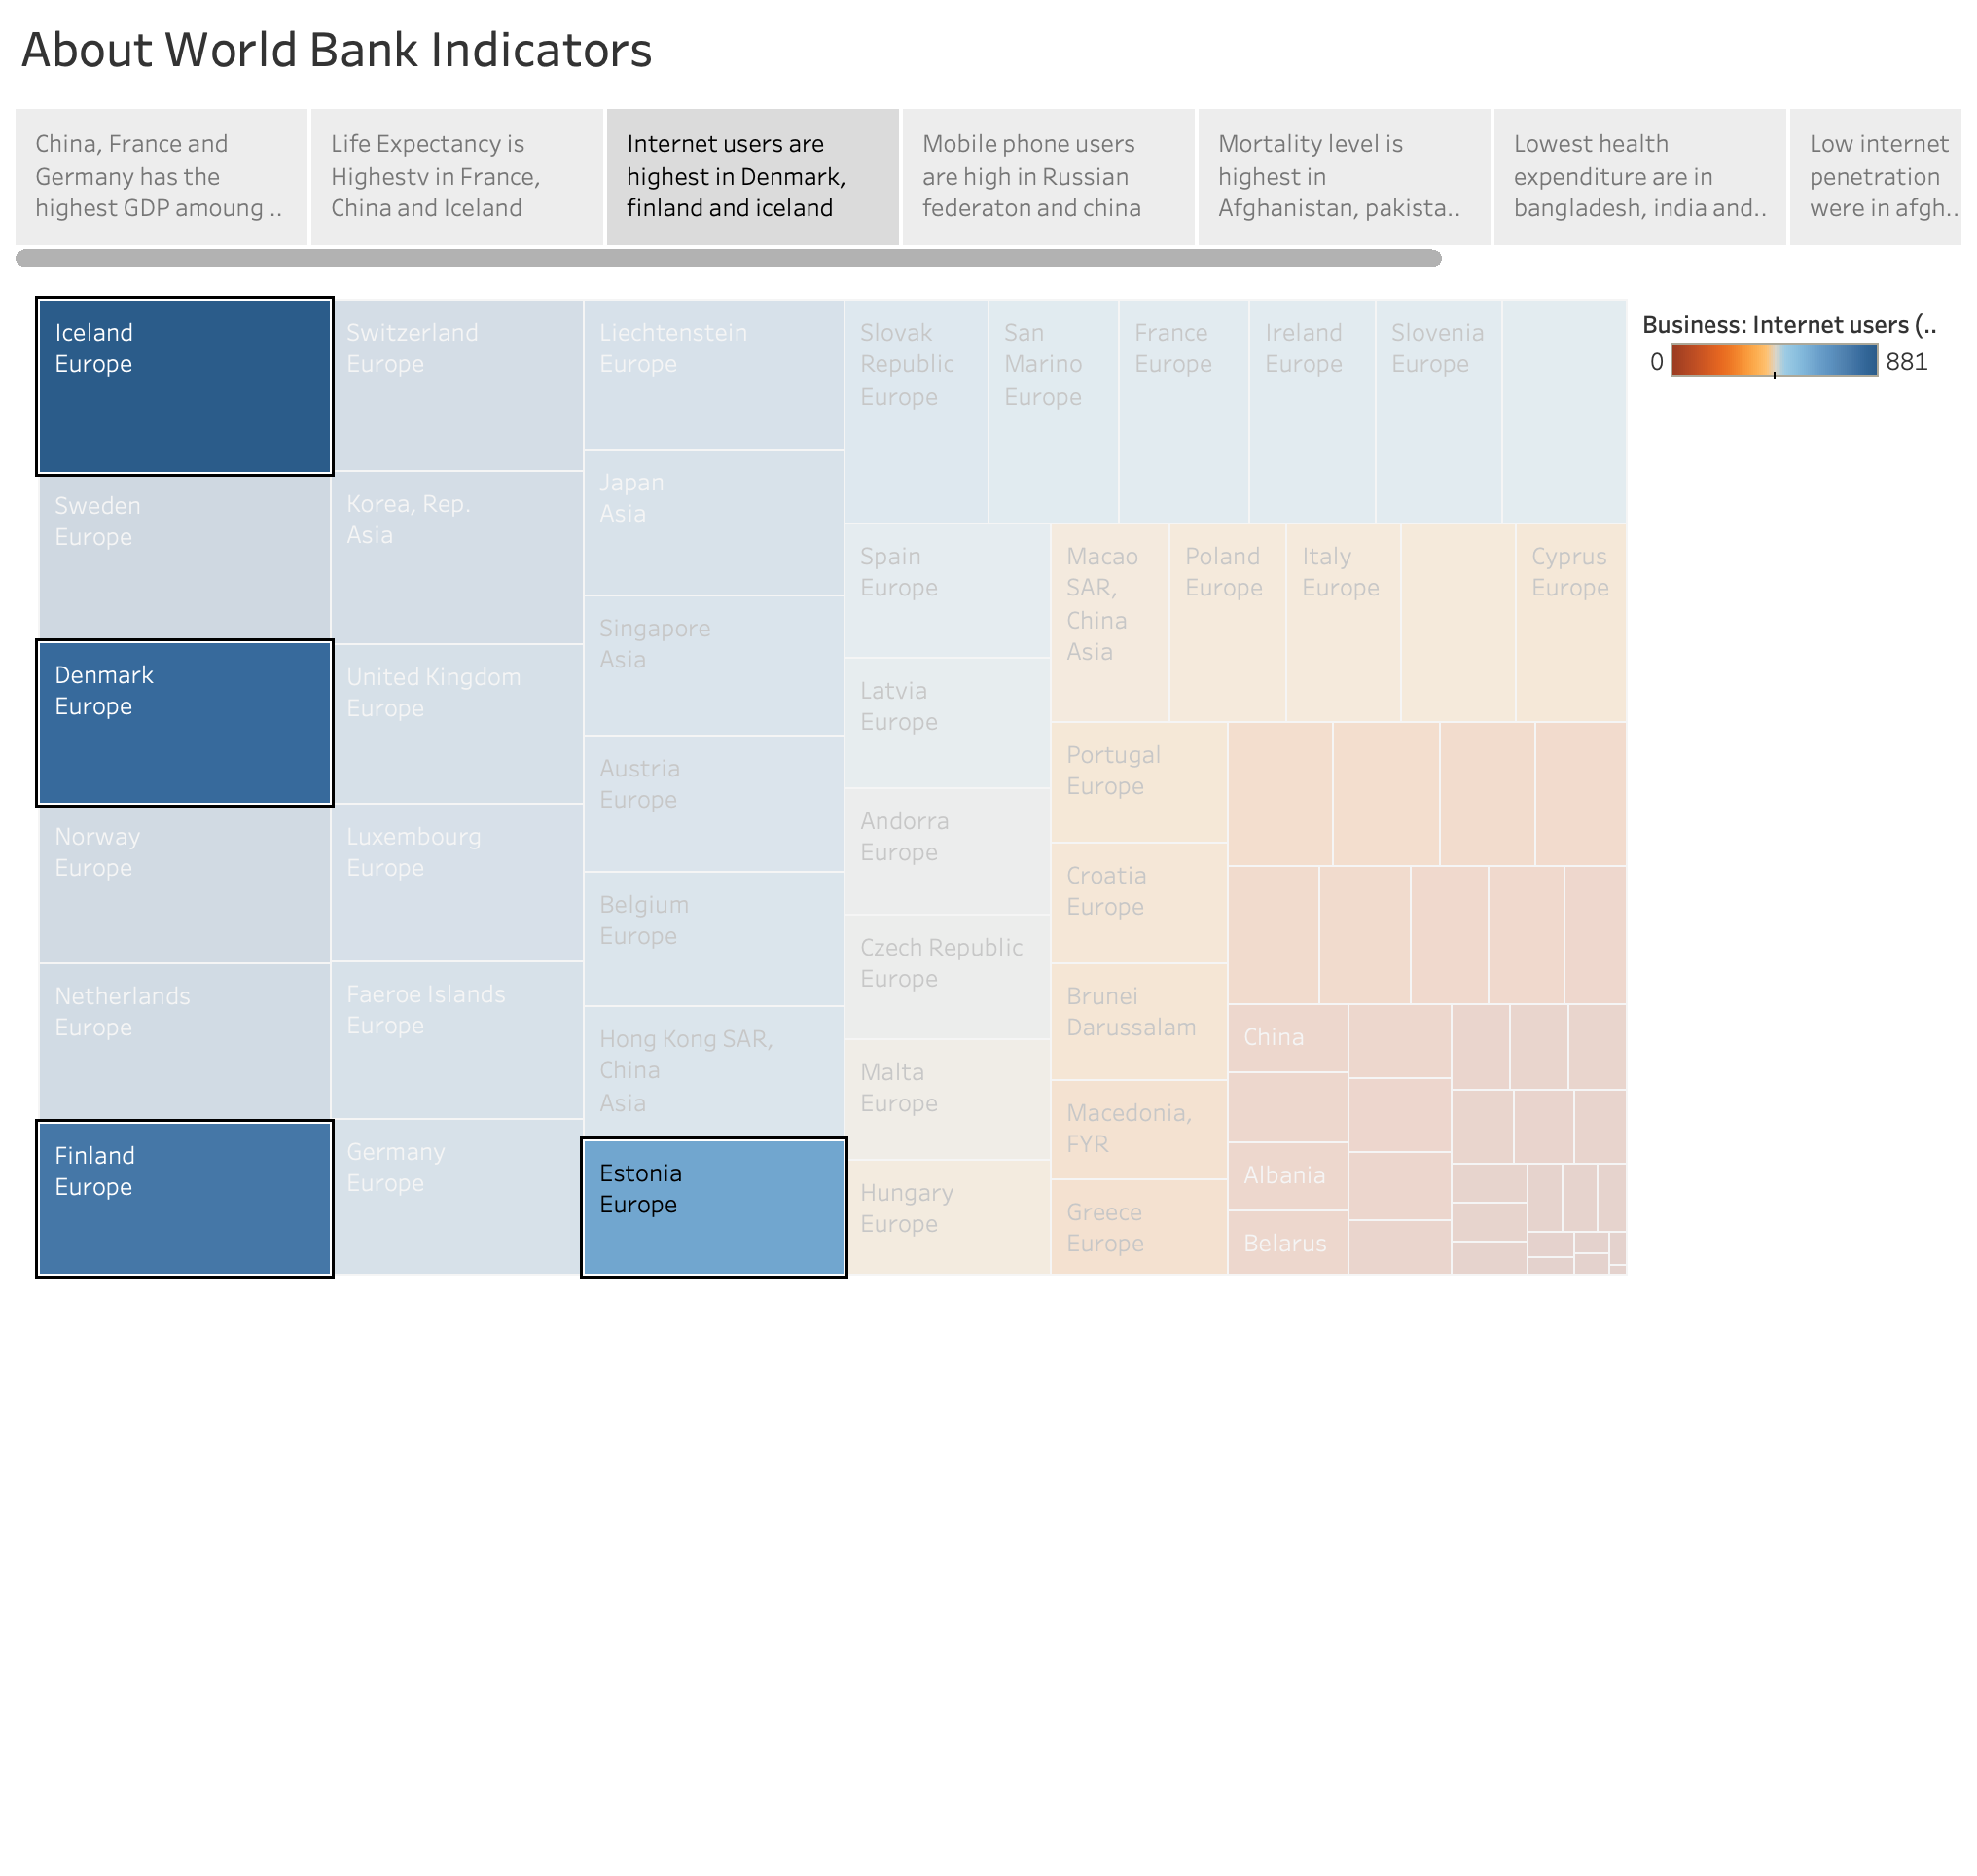 About World Bank Indicators
China, France and
Germany has the
highest GDP amoung ..
Life Expectancy is
Highestv in France,
China and Iceland
Internet users are
highest in Denmark,
finland and iceland
Mobile phone users
are high in Russian
federaton and china
Mortality level is
highest in
Afghanistan, pakista..
Lowest health
expenditure are in
bangladesh, india and..
Low internet
penetration
were in afgh..
Iceland
Europe
Sweden
Europe
Denmark
Europe
Norway
Europe
Netherlands
Europe
Finland
Europe
Switzerland
Europe
Korea, Rep.
Asia
United Kingdom
Europe
Luxembourg
Europe
Faeroe Islands
Europe
Germany
Europe
Liechtenstein
Europe
Japan
Asia
Singapore
Asia
Austria
Europe
Belgium
Europe
Hong Kong SAR,
China
Asia
Estonia
Europe
Slovak
Republic
Europe
San
Marino
Europe
France
Europe
Ireland
Europe
Slovenia
Europe
Spain
Europe
Latvia
Europe
Andorra
Europe
Czech Republic
Europe
Malta
Europe
Hungary
Europe
Macao
SAR,
China
Asia
Poland
Europe
Italy
Europe
Cyprus
Europe
Portugal
Europe
Croatia
Europe
Brunei
Darussalam
Macedonia,
FYR
Greece
Europe
China
Albania
Belarus
Business: Internet users (..
0 881